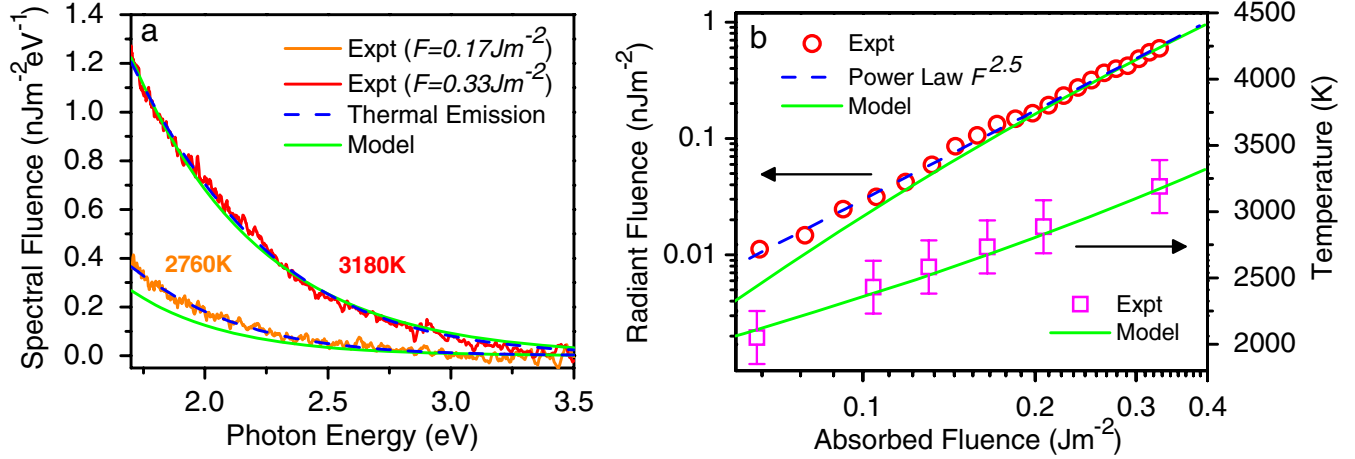 a
Expt (F=0.17Jm⁻²)
Expt (F=0.33Jm⁻²)
Thermal Emission
Model
2760K
3180K
Spectral Fluence (nJm⁻²eV⁻¹)
1.4
1.2
1.0
0.8
0.6
0.4
0.2
0.0
2.0 2.5 3.0 3.5
Photon Energy (eV)
b
Expt
Power Law F²·⁵
Model
Expt
Model
Radiant Fluence (nJm⁻²)
1
0.1
0.01
0.1 0.2 0.3 0.4
Absorbed Fluence (Jm⁻²)
4500
4000
3500
3000
2500
2000
Temperature (K)